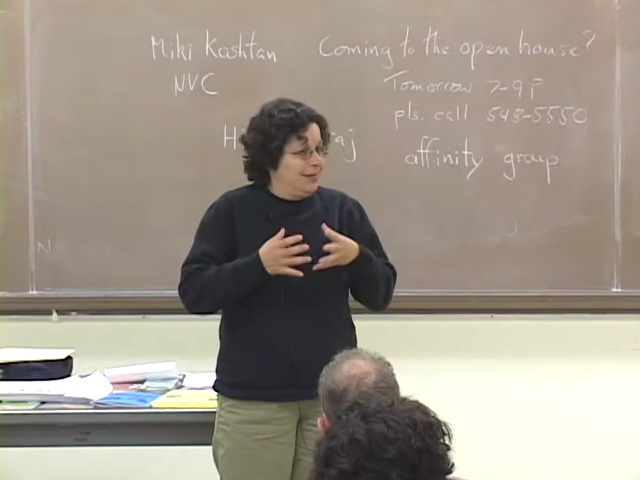 Miki Kashtan
NVC
Coming to the open house?
Tomorrow 7-9P
pls. call 548-5550
affinity group